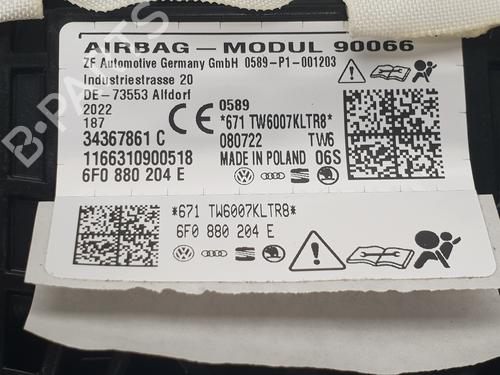 AIRBAG – MODUL 90066
ZF Automotive Germany GmbH 0589-P1-001203
Industriestrasse 20
DE-73553 Alfdorf
2022
187
34367861 C
1166310900518
6F0 880 204 E
CE 0589
*671 TW6007KLTR8*
080722 TW6
MADE IN POLAND 06S
*671 TW6007KLTR8*
6F0 880 204 E
B-PARTS